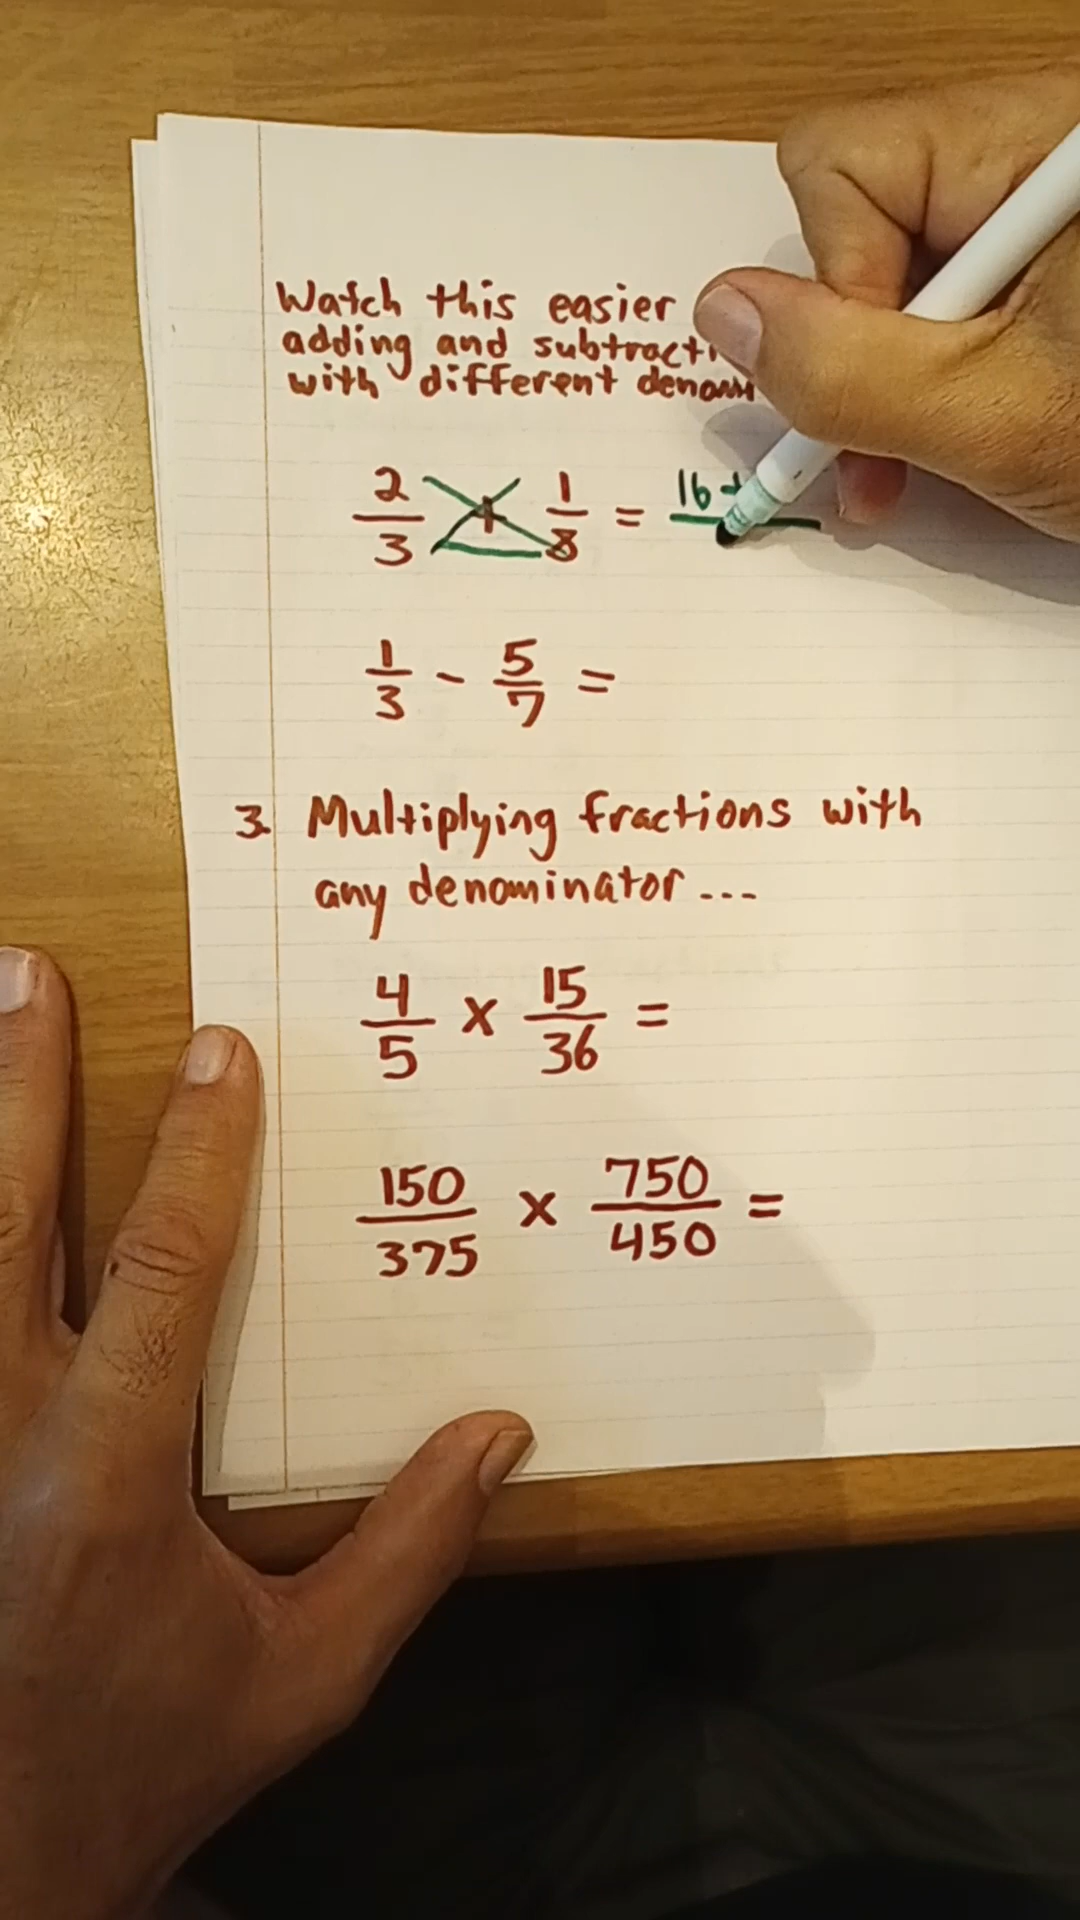 Watch this easier
adding and subtracti
with different denom
2/3 + 1/8 = 16 +
1/3 - 5/7 =
3. Multiplying fractions with
any denominator ...
4/5 x 15/36 =
150/375 x 750/450 =